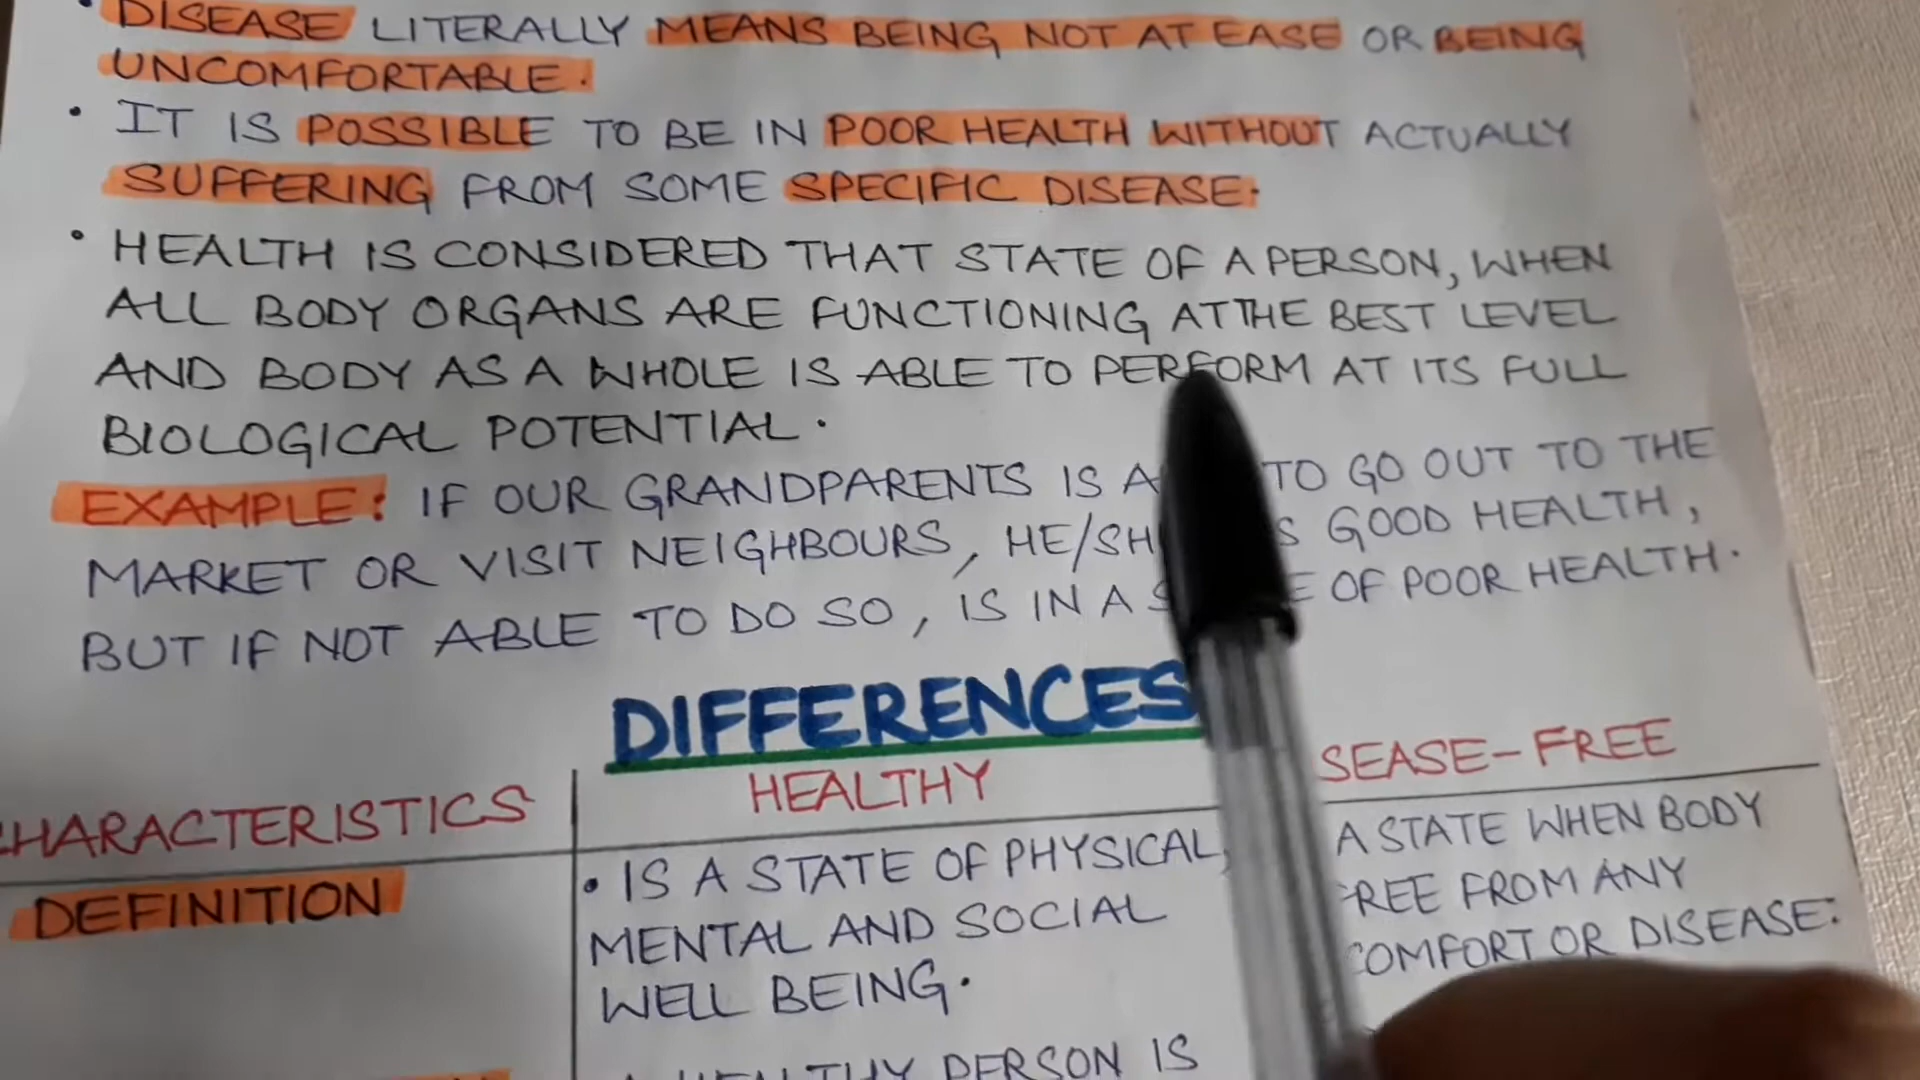 • DISEASE LITERALLY MEANS BEING NOT AT EASE OR BEING
UNCOMFORTABLE.
• IT IS POSSIBLE TO BE IN POOR HEALTH WITHOUT ACTUALLY
SUFFERING FROM SOME SPECIFIC DISEASE.
• HEALTH IS CONSIDERED THAT STATE OF A PERSON, WHEN
ALL BODY ORGANS ARE FUNCTIONING AT THE BEST LEVEL
AND BODY AS A WHOLE IS ABLE TO PERFORM AT ITS FULL
BIOLOGICAL POTENTIAL.
EXAMPLE: IF OUR GRANDPARENTS IS TO GO OUT TO THE
MARKET OR VISIT NEIGHBOURS, GOOD HEALTH,
BUT IF NOT ABLE TO DO SO, IS IN A OF POOR HEALTH.
DIFFERENCES
CHARACTERISTICS HEALTHY SEASE-FREE
DEFINITION
• IS A STATE OF PHYSICAL,
MENTAL AND SOCIAL
WELL BEING.
HEALTHY PERSON IS
A STATE WHEN BODY
FREE FROM ANY
COMFORT OR DISEASE.